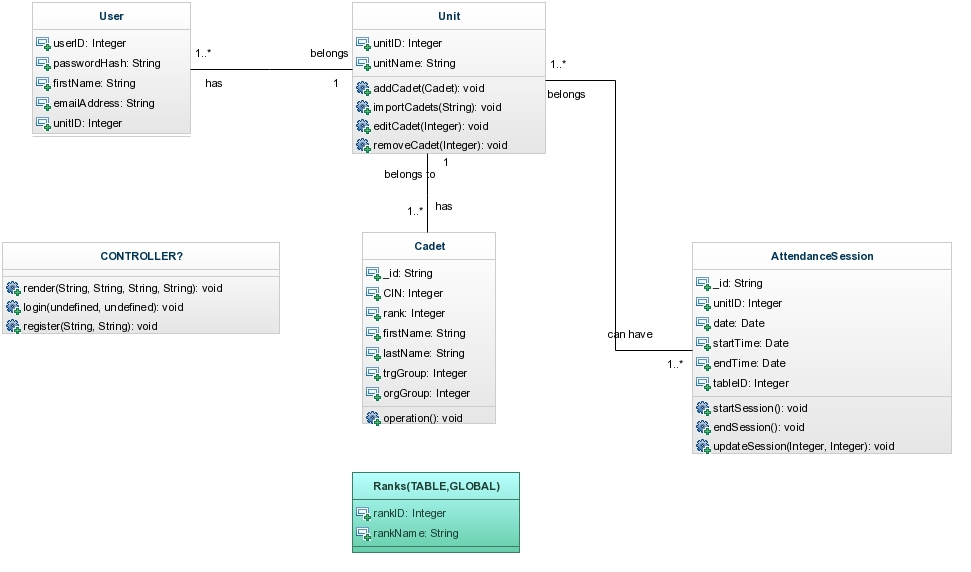 User
userID: Integer
passwordHash: String
firstName: String
emailAddress: String
unitID: Integer
1..*
has
belongs
1
Unit
unitID: Integer
unitName: String
addCadet(Cadet): void
importCadets(String): void
editCadet(Integer): void
removeCadet(Integer): void
1..*
belongs
1
belongs to
1..*
has
CONTROLLER?
render(String, String, String, String): void
login(undefined, undefined): void
register(String, String): void
Cadet
_id: String
CIN: Integer
rank: Integer
firstName: String
lastName: String
trgGroup: Integer
orgGroup: Integer
operation(): void
can have
1..*
AttendanceSession
_id: String
unitID: Integer
date: Date
startTime: Date
endTime: Date
tableID: Integer
startSession(): void
endSession(): void
updateSession(Integer, Integer): void
Ranks(TABLE,GLOBAL)
rankID: Integer
rankName: String